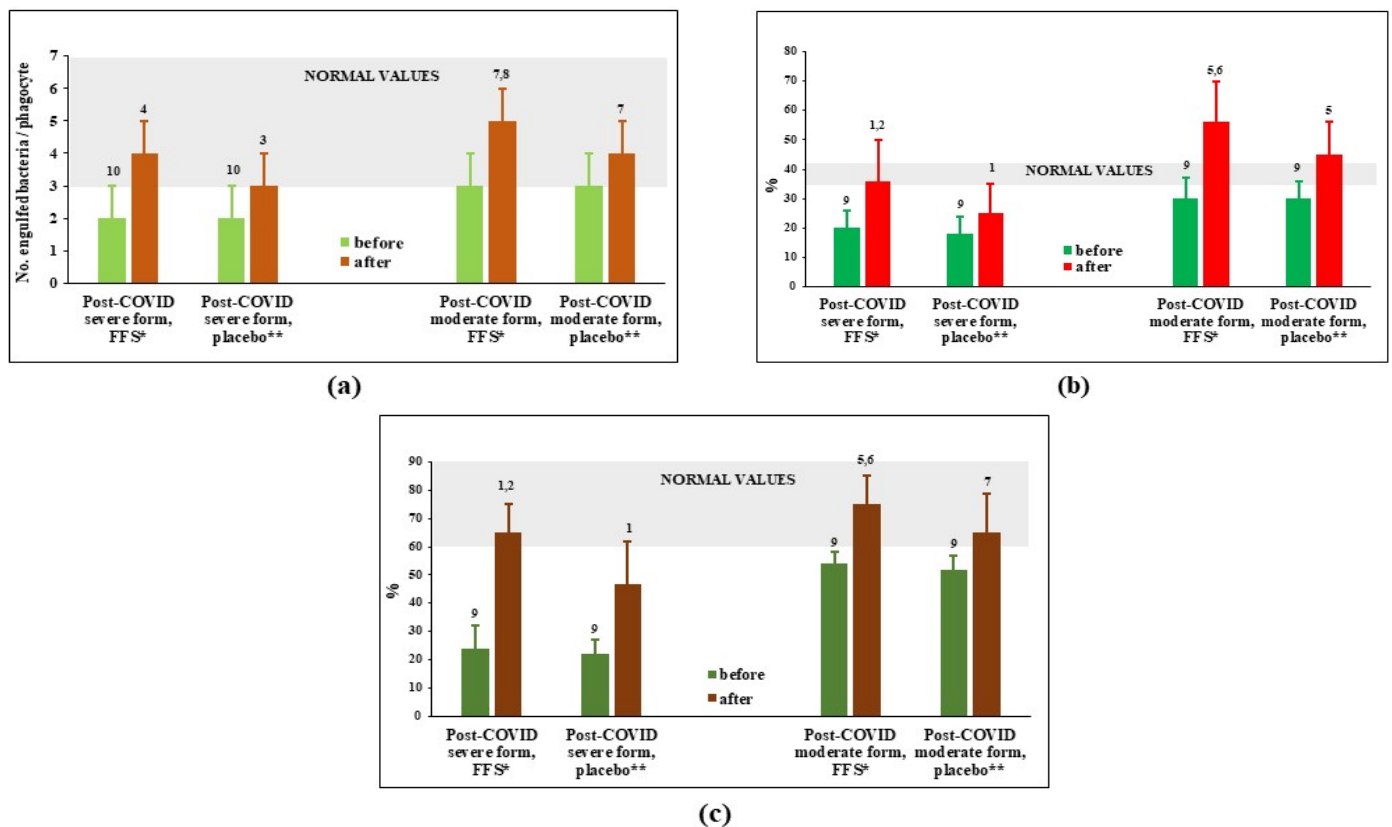 No. engulfed bacteria / phagocyte
7
6
5
4
3
2
1
0
NORMAL VALUES
10
4
10
3
7,8
7
before
after
Post-COVID severe form, FFS*
Post-COVID severe form, placebo**
Post-COVID moderate form, FFS*
Post-COVID moderate form, placebo**
(a)
%
80
70
60
50
40
30
20
10
0
NORMAL VALUES
9
1,2
9
1
9
5,6
9
5
before
after
Post-COVID severe form, FFS*
Post-COVID severe form, placebo**
Post-COVID moderate form, FFS*
Post-COVID moderate form, placebo**
(b)
%
90
80
70
60
50
40
30
20
10
0
NORMAL VALUES
9
1,2
9
1
9
5,6
9
7
before
after
Post-COVID severe form, FFS*
Post-COVID severe form, placebo**
Post-COVID moderate form, FFS*
Post-COVID moderate form, placebo**
(c)